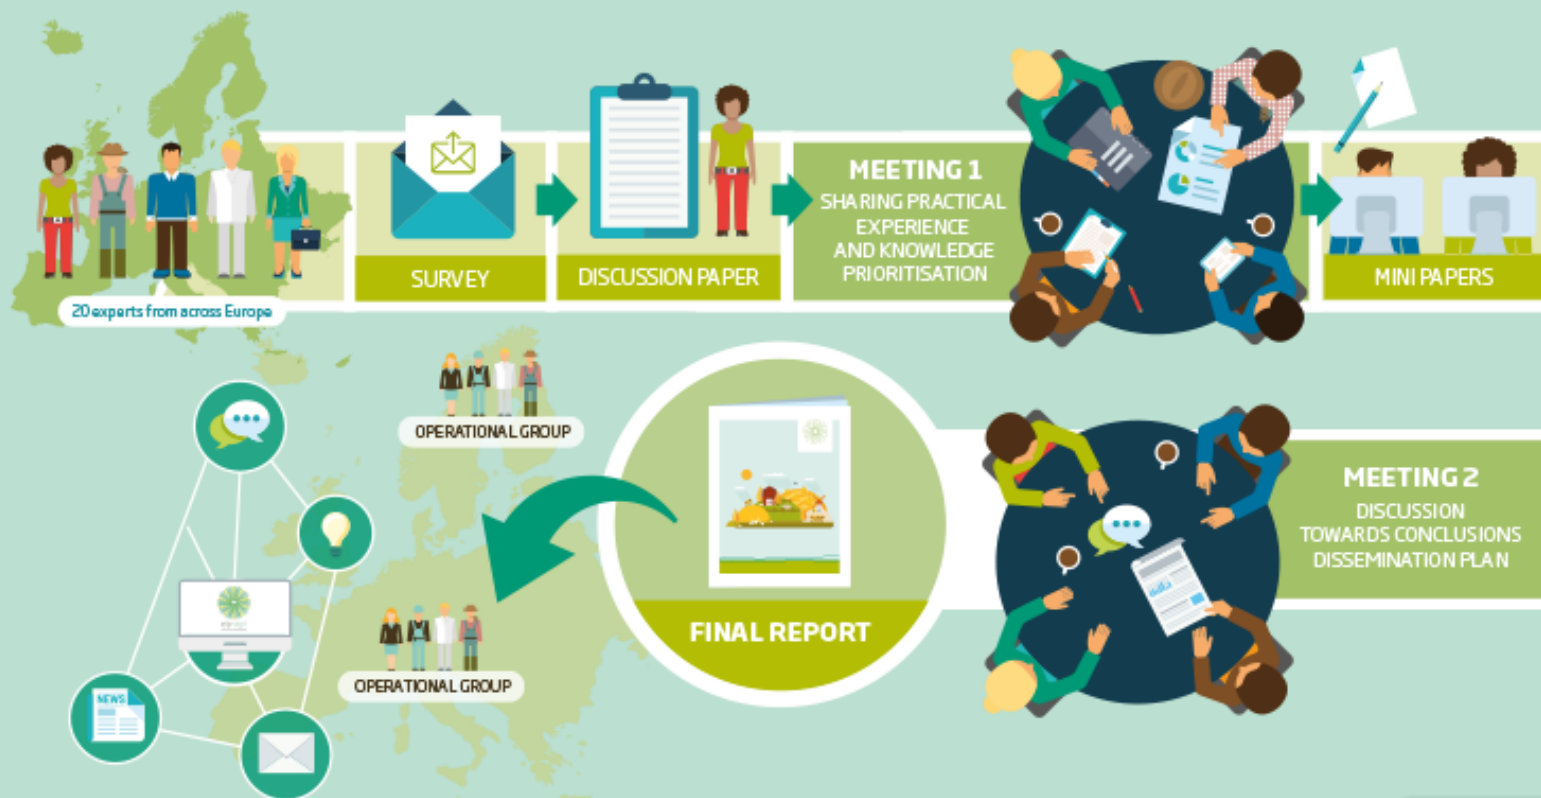 SURVEY
DISCUSSION PAPER
MEETING 1
SHARING PRACTICAL
EXPERIENCE
AND KNOWLEDGE
PRIORITISATION
MINI PAPERS
20 experts from across Europe
OPERATIONAL GROUP
MEETING 2
DISCUSSION
TOWARDS CONCLUSIONS
DISSEMINATION PLAN
FINAL REPORT
OPERATIONAL GROUP
NEWS